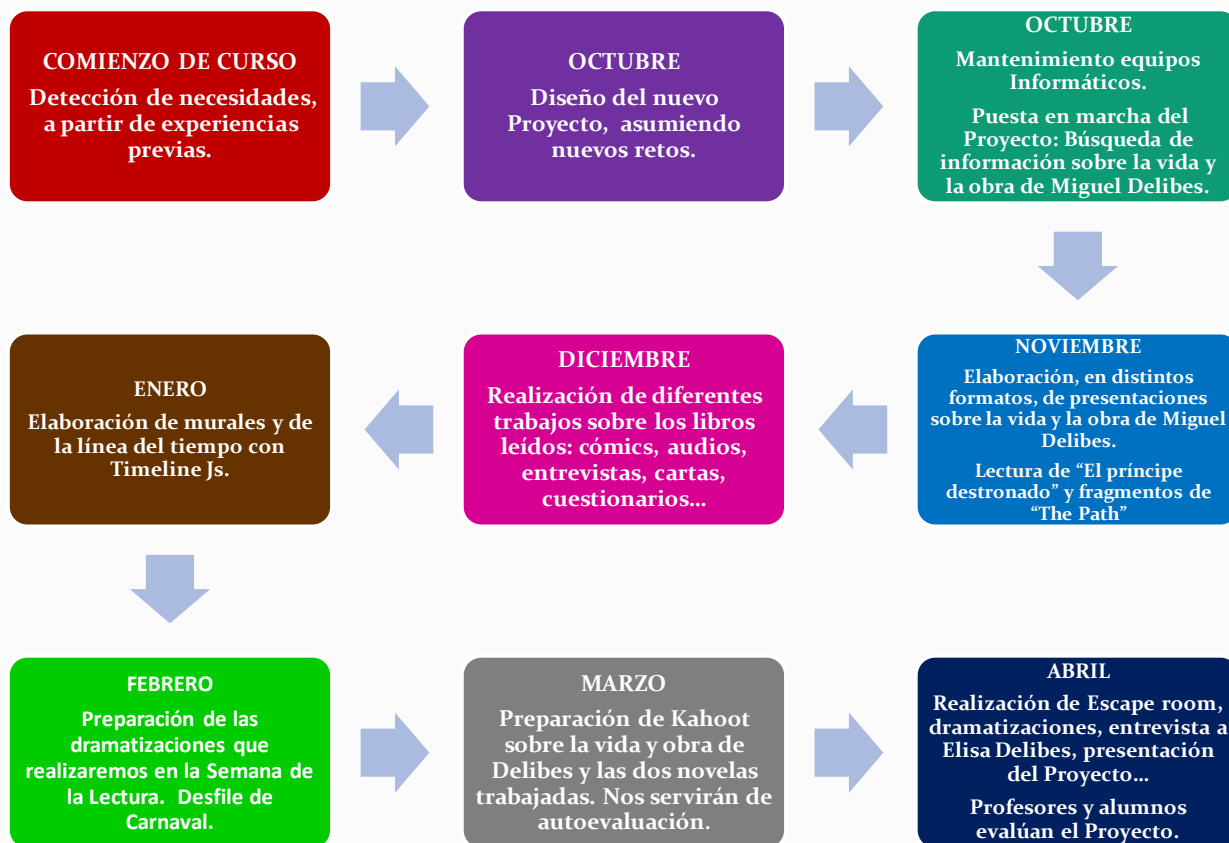 COMIENZO DE CURSO
Detección de necesidades,
a partir de experiencias
previas.
OCTUBRE
Diseño del nuevo
Proyecto, asumiendo
nuevos retos.
OCTUBRE
Mantenimiento equipos
Informáticos.
Puesta en marcha del
Proyecto: Búsqueda de
información sobre la vida y
la obra de Miguel Delibes.
NOVIEMBRE
Elaboración, en distintos
formatos, de presentaciones
sobre la vida y la obra de Miguel
Delibes.
Lectura de “El príncipe
destronado” y fragmentos de
“The Path”
DICIEMBRE
Realización de diferentes
trabajos sobre los libros
leídos: cómics, audios,
entrevistas, cartas,
cuestionarios...
ENERO
Elaboración de murales y de
la línea del tiempo con
Timeline Js.
FEBRERO
Preparación de las
dramatizaciones que
realizaremos en la Semana de
la Lectura. Desfile de
Carnaval.
MARZO
Preparación de Kahoot
sobre la vida y obra de
Delibes y las dos novelas
trabajadas. Nos servirán de
autoevaluación.
ABRIL
Realización de Escape room,
dramatizaciones, entrevista a
Elisa Delibes, presentación
del Proyecto...
Profesores y alumnos
evalúan el Proyecto.